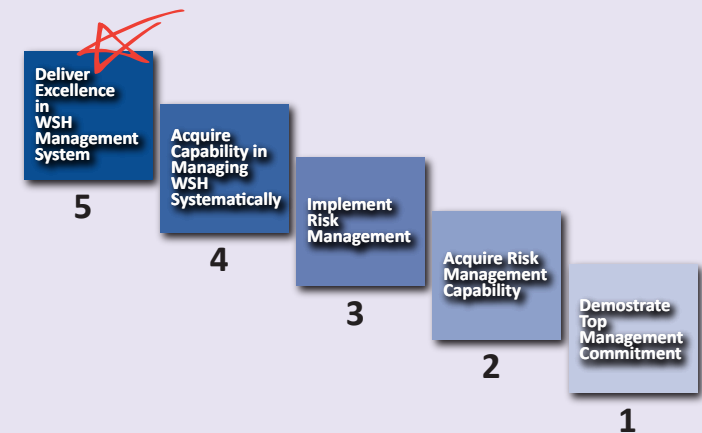 Deliver
Excellence
in
WSH
Management
System
5
Acquire
Capability in
Managing
WSH
Systematically
4
Implement
Risk
Management
3
Acquire Risk
Management
Capability
2
Demostrate
Top
Management
Commitment
1